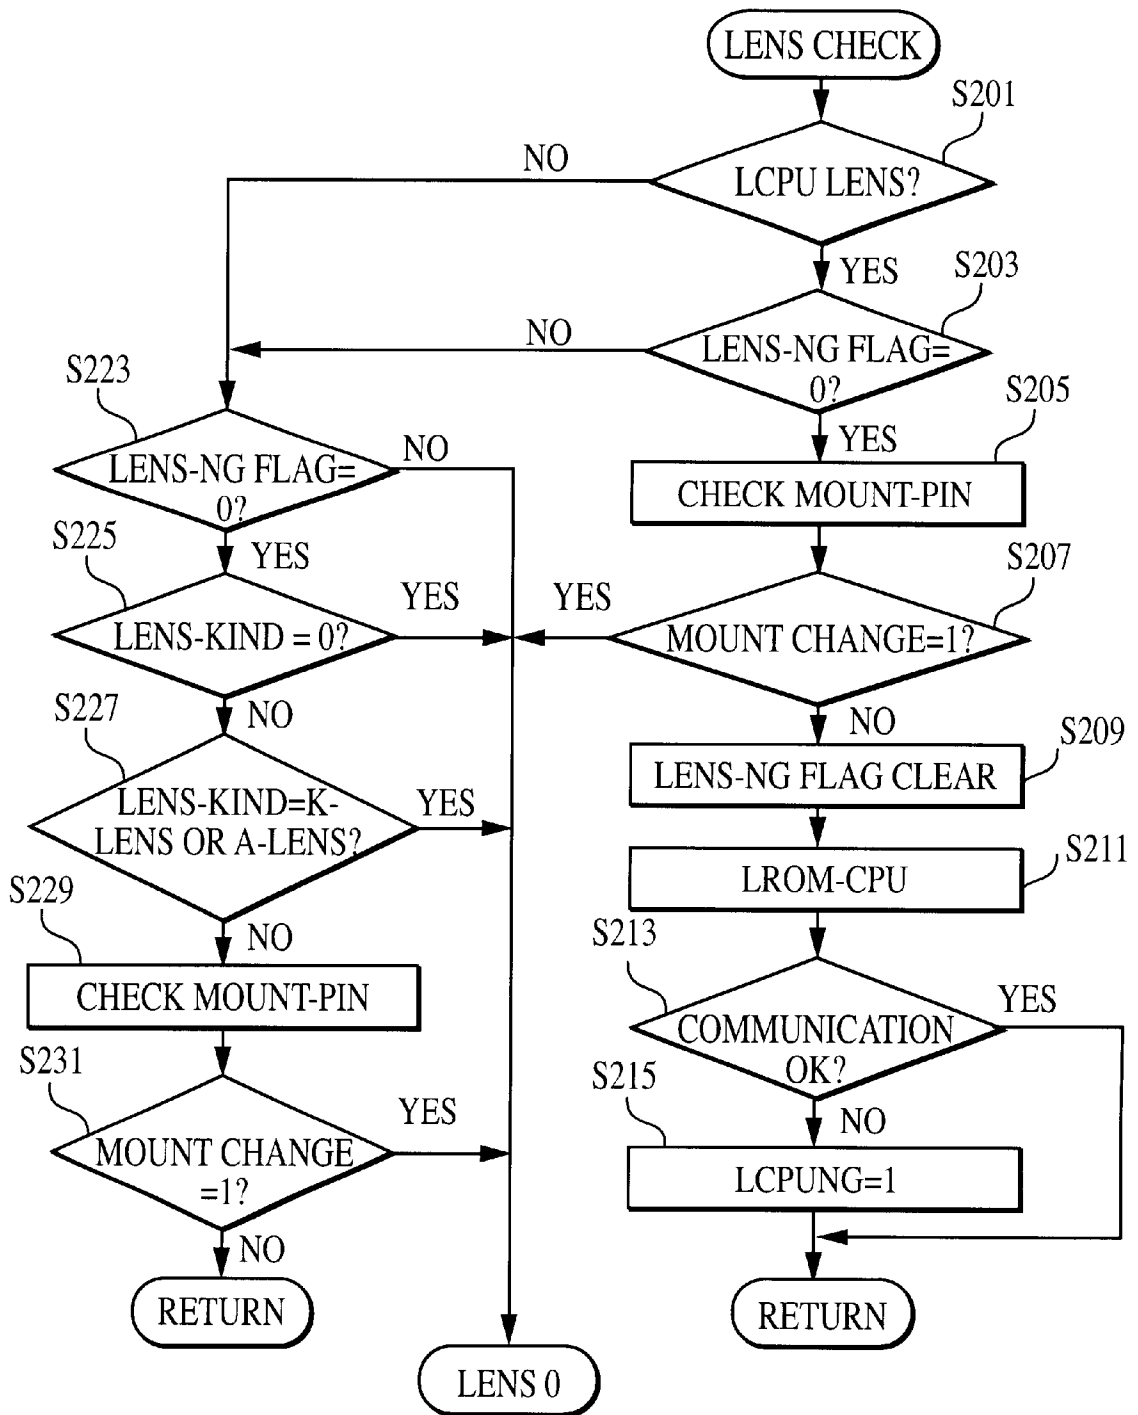 LENS CHECK
S201
LCPU LENS?
NO
YES
S203
LENS-NG FLAG=
0?
NO
YES
S205
CHECK MOUNT-PIN
S207
MOUNT CHANGE=1?
YES
NO
S209
LENS-NG FLAG CLEAR
S211
LROM-CPU
S213
COMMUNICATION
OK?
YES
NO
S215
LCPUNG=1
RETURN
S223
LENS-NG FLAG=
0?
NO
YES
S225
LENS-KIND = 0?
YES
NO
S227
LENS-KIND=K-
LENS OR A-LENS?
YES
NO
S229
CHECK MOUNT-PIN
S231
MOUNT CHANGE
=1?
YES
NO
RETURN
LENS 0